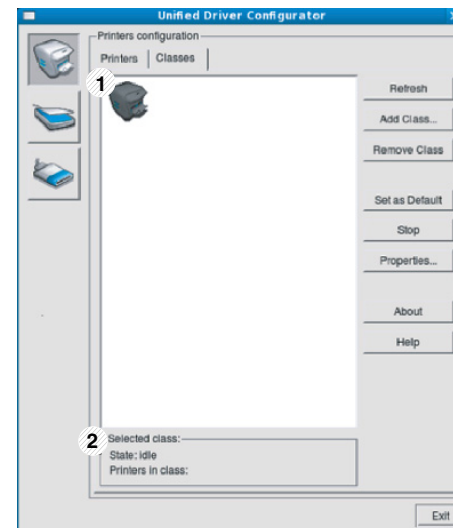 Unified Driver Configurator
Printers configuration
Printers
Classes
1
Refresh
Add Class...
Remove Class
Set as Default
Stop
Properties...
About
Help
2
Selected class:
State: idle
Printers in class:
Exit